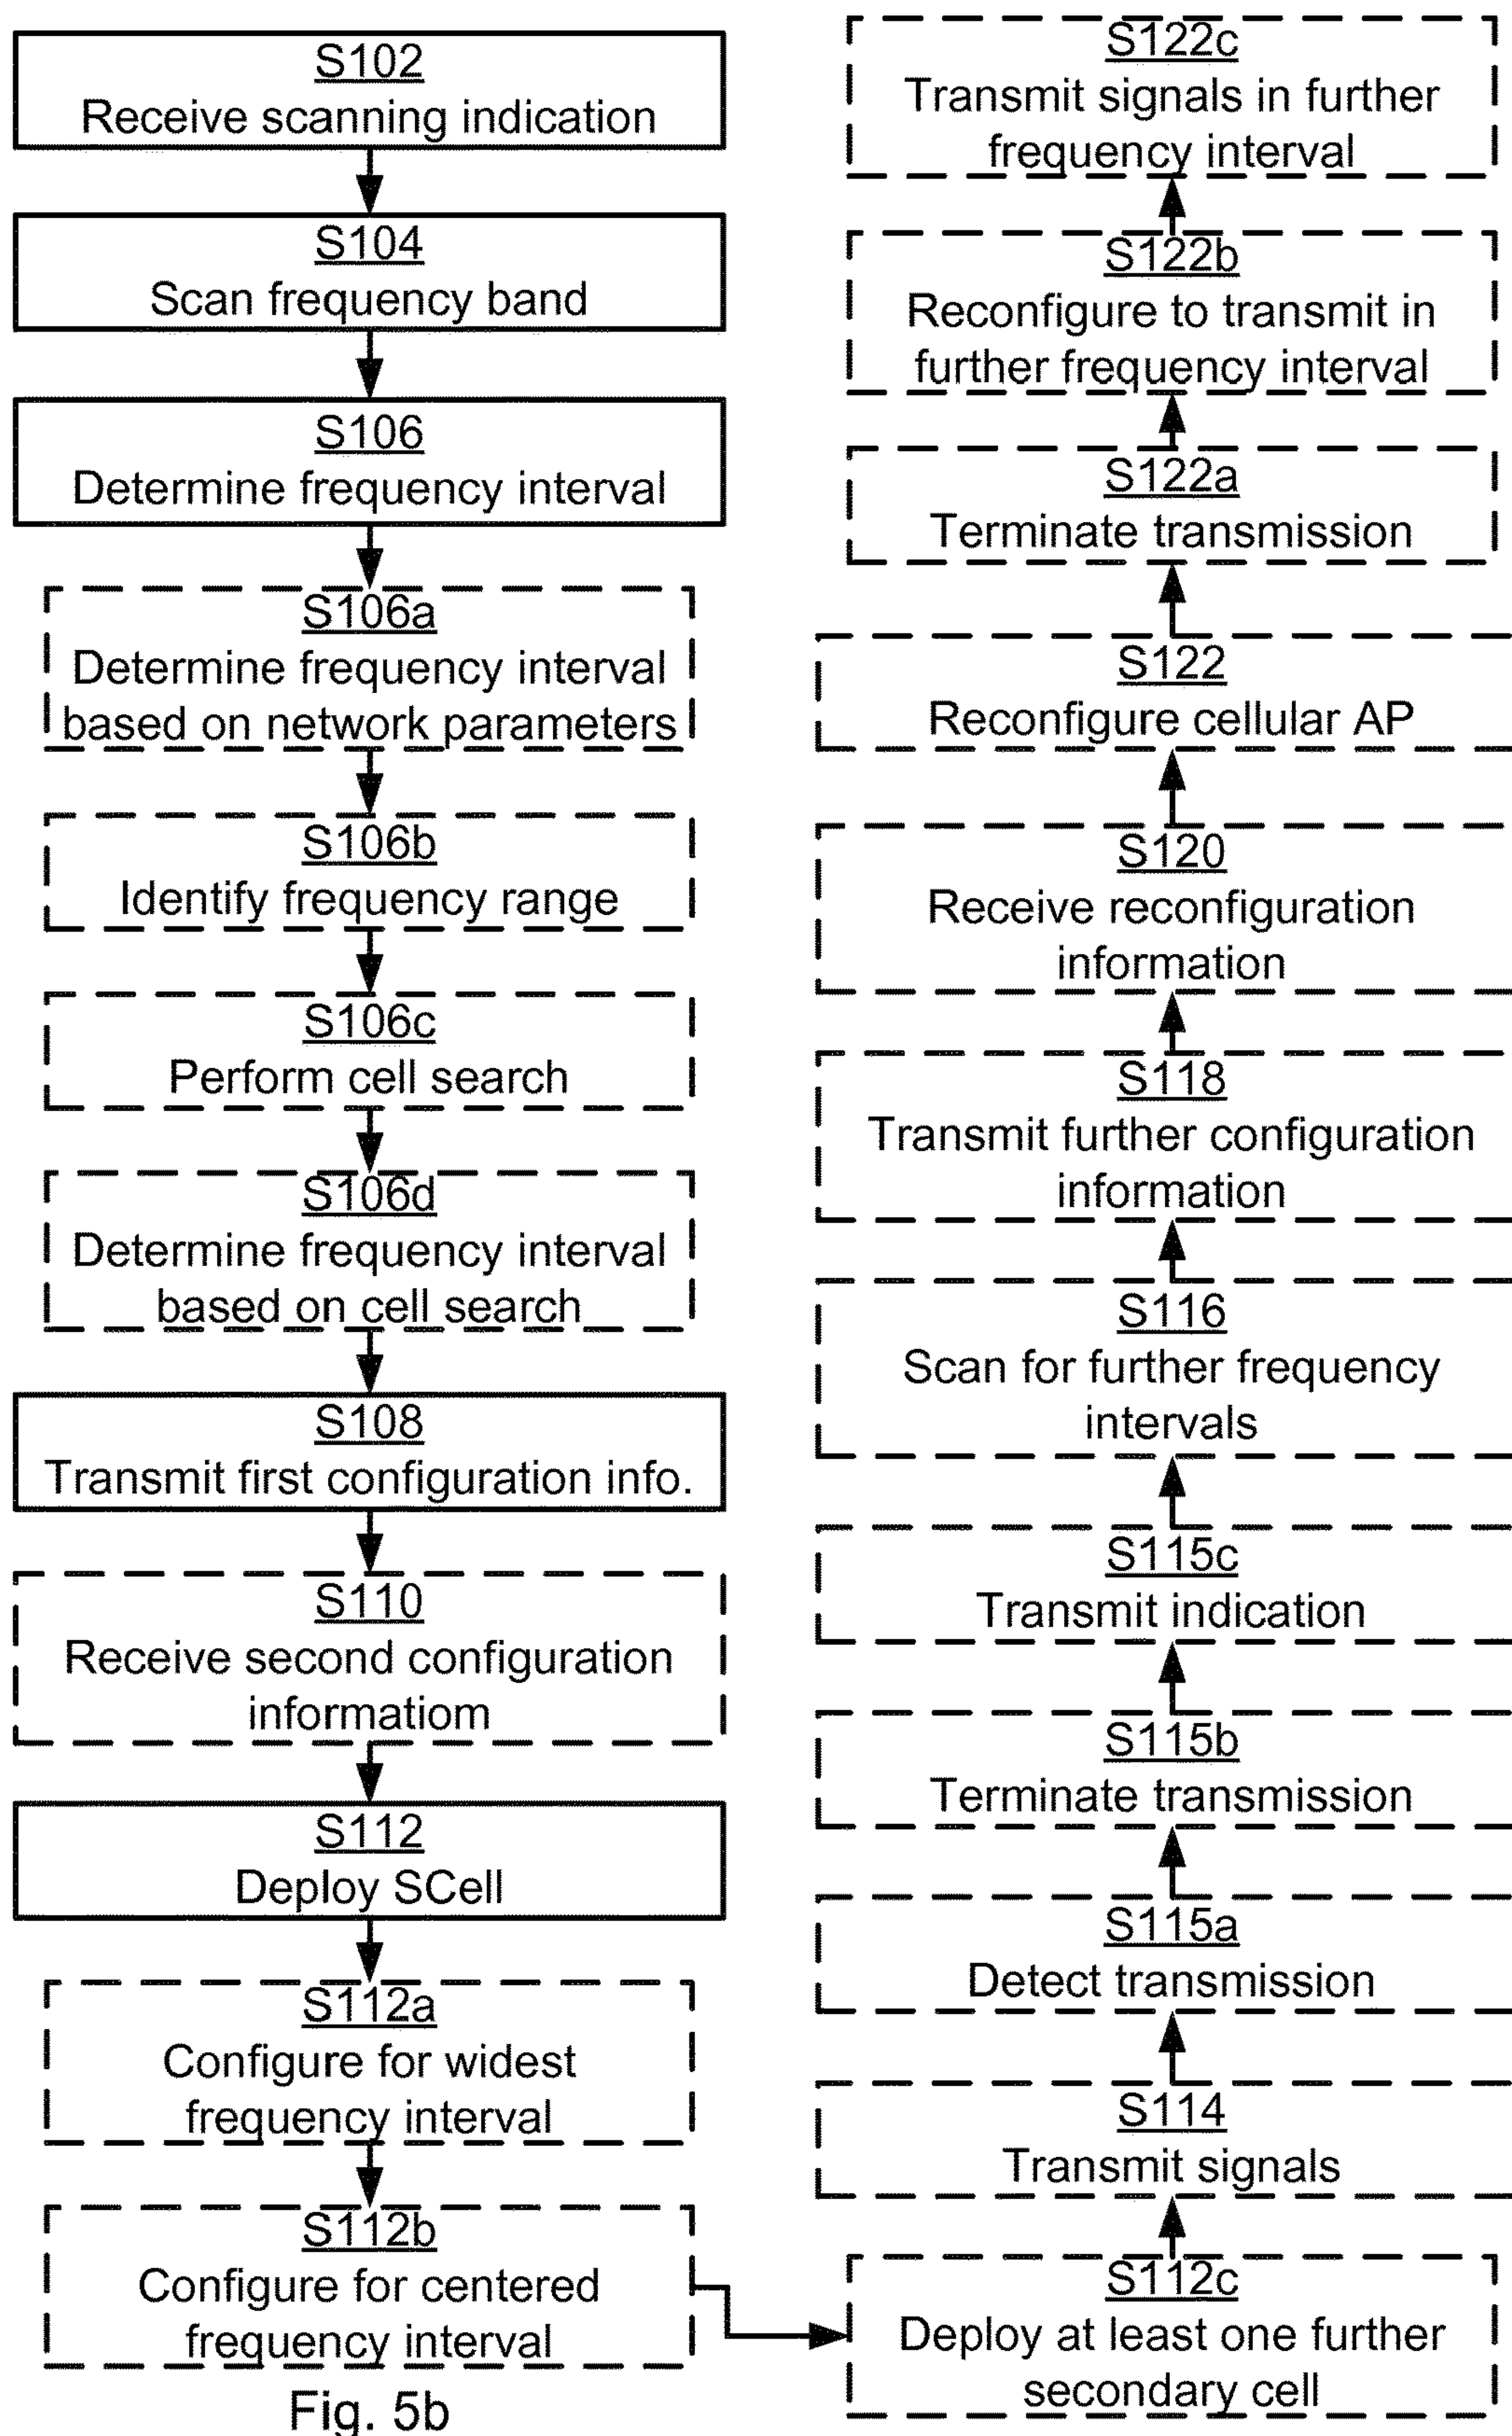 S102
Receive scanning indication
S104
Scan frequency band
S106
Determine frequency interval
S106a
Determine frequency interval
based on network parameters
S106b
Identify frequency range
S106c
Perform cell search
S106d
Determine frequency interval
based on cell search
S108
Transmit first configuration info.
S110
Receive second configuration
informatiom
S112
Deploy SCell
S112a
Configure for widest
frequency interval
S112b
Configure for centered
frequency interval
S112c
Deploy at least one further
secondary cell
S114
Transmit signals
S115a
Detect transmission
S115b
Terminate transmission
S115c
Transmit indication
S116
Scan for further frequency
intervals
S118
Transmit further configuration
information
S120
Receive reconfiguration
information
S122
Reconfigure cellular AP
S122a
Terminate transmission
S122b
Reconfigure to transmit in
further frequency interval
S122c
Transmit signals in further
frequency interval
Fig. 5b